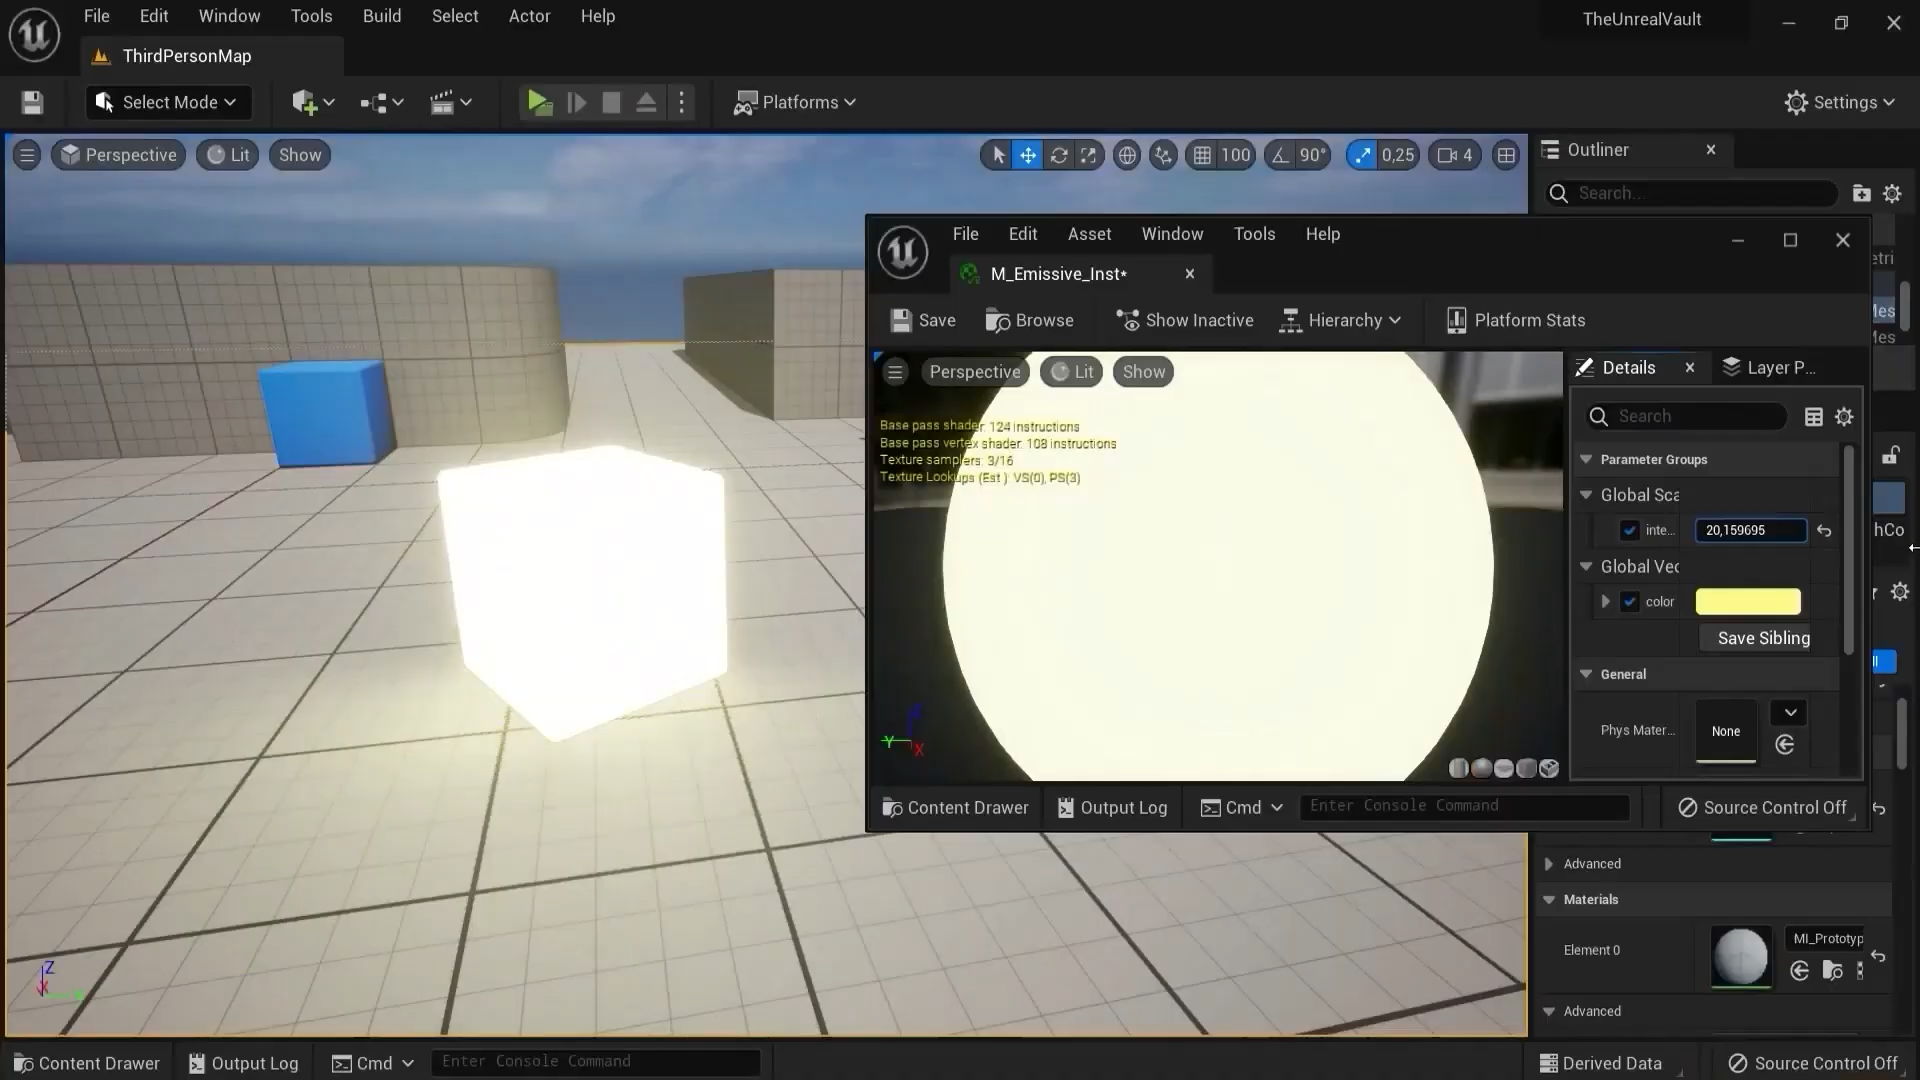 File Edit Window Tools Build Select Actor Help
TheUnrealVault
ThirdPersonMap
Select Mode
Platforms
Settings
Perspective Lit Show
100 90° 0,25 4
Outliner
Search...
File Edit Asset Window Tools Help
M_Emissive_Inst*
Save Browse Show Inactive Hierarchy Platform Stats
Perspective Lit Show
Base pass shader: 124 instructions
Base pass vertex shader: 108 instructions
Texture samplers: 3/16
Texture Lookups (Est.): VS(0), PS(3)
Details
Layer P...
Search
Parameter Groups
Global Sca
inte... 20,159695
Global Vec
color
Save Sibling
General
Phys Mater... None
Z
Y
X
Content Drawer Output Log Cmd Enter Console Command Source Control Off
hCo
Advanced
Materials
Element 0
MI_Prototyp
Advanced
Z
X
Y
Content Drawer Output Log Cmd Enter Console Command Derived Data Source Control Off